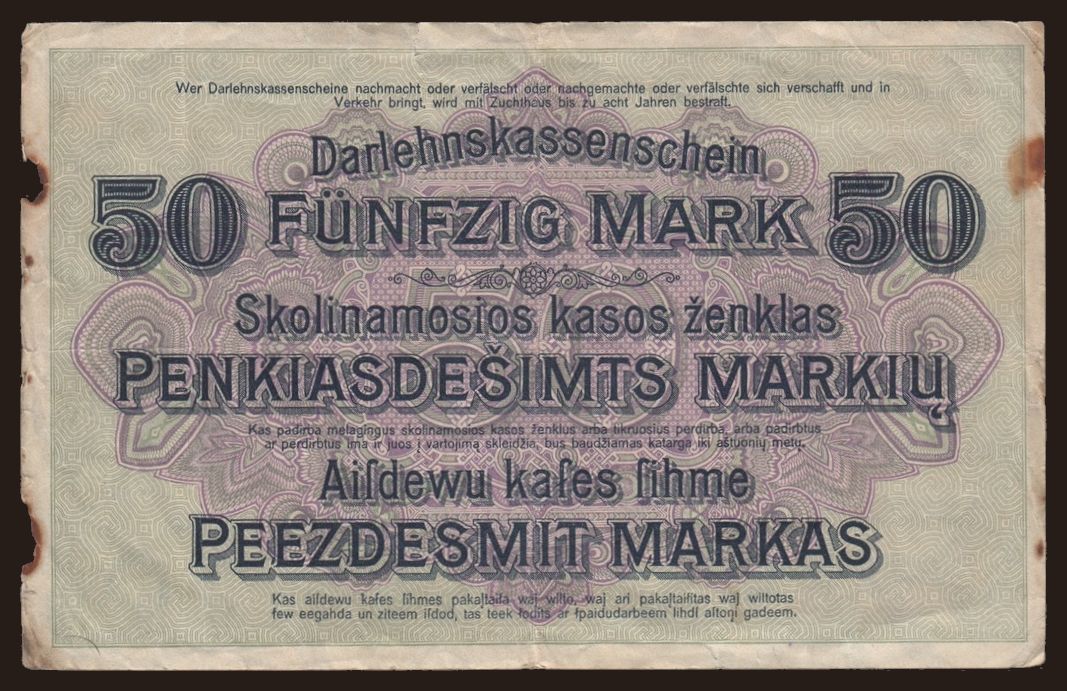 Wer Darlehnskassenscheine nachmacht oder verfälscht oder nachgemachte oder verfälschte sich verschafft und in
Verkehr bringt, wird mit Zuchthaus bis zu acht Jahren bestraft.
Darlehnskassenschein
50 FÜNFZIG MARK 50
Skolinamosios kasos ženklas
PENKIASDEŠIMTS MARKIŲ
Kas padirba melagingus skolinamosios kasos ženklus arba tikruosius perdirba, arba padirbtus
ar perdirbtus ima ir juos į vartojimą skleidžia, bus baudžiamas katarga iki aštuonių metų.
Aiſdewu kaſes ſihme
PEEZDESMIT MARKAS
Kas aiſdewu kaſes ſihmes pakaļtaiſa waj wilto, waj ari pakaļtaiſitas waj wiltotas
ſew eegahda un ziteem iſdod, tas teek ſodits ar ſpaidudarbeem lihdſ aſtoņi gadeem.